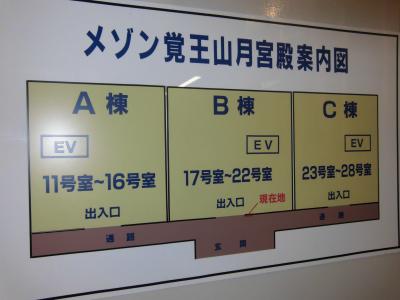 メゾン覚王山月宮殿案内図
A棟
EV
11号室~16号室
出入口
B棟
EV
17号室~22号室
出入口
現在地
C棟
EV
23号室~28号室
出入口
通路
玄関
通路